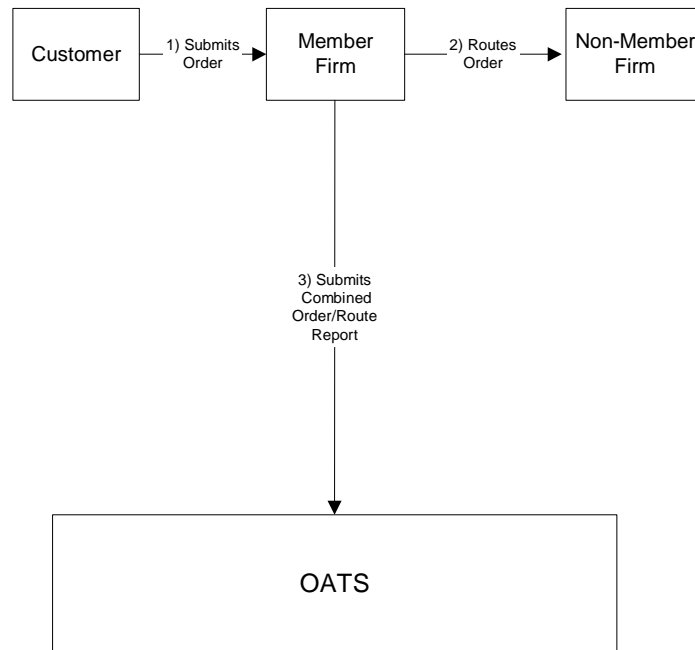 Customer
1) Submits
Order
Member
Firm
2) Routes
Order
Non-Member
Firm
3) Submits
Combined
Order/Route
Report
OATS